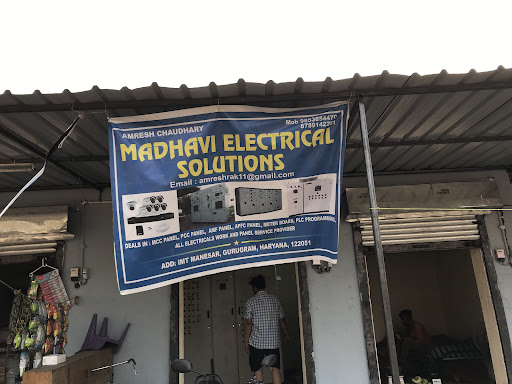 AMRESH CHAUDHARY
MADHAVI ELECTRICAL
SOLUTIONS
Email : amreshrak11@gmail.com
DEALS IN : MCC PANEL, PCC PANEL, AMF PANEL, APFC PANEL, METER BOARD, PLC PROGRAMING,
ALL ELECTRICALS WORK AND PANEL SERVICE PROVIDER
ADD: IMT MANESAR, GURUGRAM, HARYANA, 122051